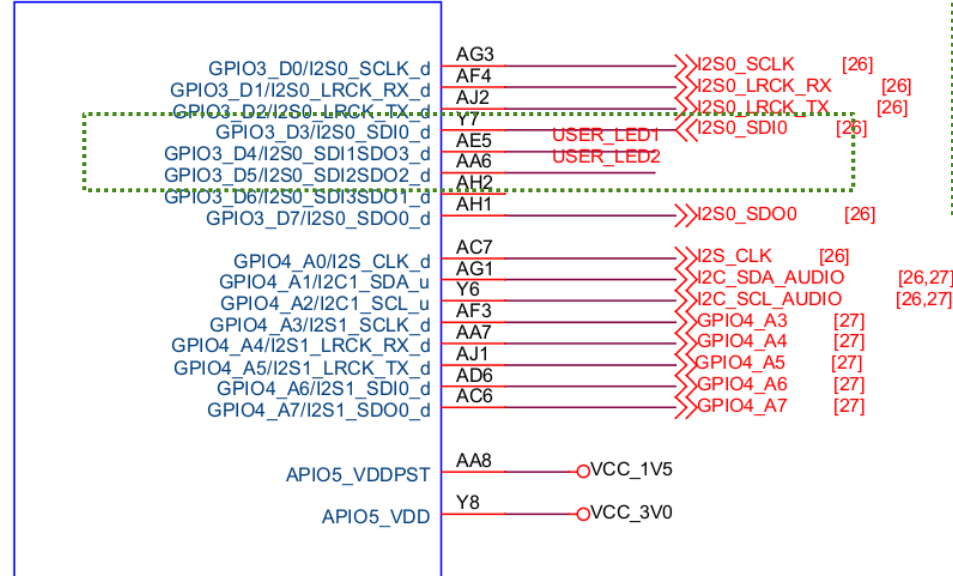 GPIO3_D0/I2S0_SCLK_d AG3 I2S0_SCLK [26]
GPIO3_D1/I2S0_LRCK_RX_d AF4 I2S0_LRCK_RX [26]
GPIO3_D2/I2S0_LRCK_TX_d AJ2 I2S0_LRCK_TX [26]
GPIO3_D3/I2S0_SDI0_d Y7 I2S0_SDI0 [26]
GPIO3_D4/I2S0_SDI1SDO3_d AE5 USER_LED1
GPIO3_D5/I2S0_SDI2SDO2_d AA6 USER_LED2
GPIO3_D6/I2S0_SDI3SDO1_d AH2
GPIO3_D7/I2S0_SDO0_d AH1 I2S0_SDO0 [26]
GPIO4_A0/I2S_CLK_d AC7 I2S_CLK [26]
GPIO4_A1/I2C1_SDA_u AG1 I2C_SDA_AUDIO [26,27]
GPIO4_A2/I2C1_SCL_u Y6 I2C_SCL_AUDIO [26,27]
GPIO4_A3/I2S1_SCLK_d AF3 GPIO4_A3 [27]
GPIO4_A4/I2S1_LRCK_RX_d AA7 GPIO4_A4 [27]
GPIO4_A5/I2S1_LRCK_TX_d AJ1 GPIO4_A5 [27]
GPIO4_A6/I2S1_SDI0_d AD6 GPIO4_A6 [27]
GPIO4_A7/I2S1_SDO0_d AC6 GPIO4_A7 [27]
APIO5_VDDPST AA8 VCC_1V5
APIO5_VDD Y8 VCC_3V0